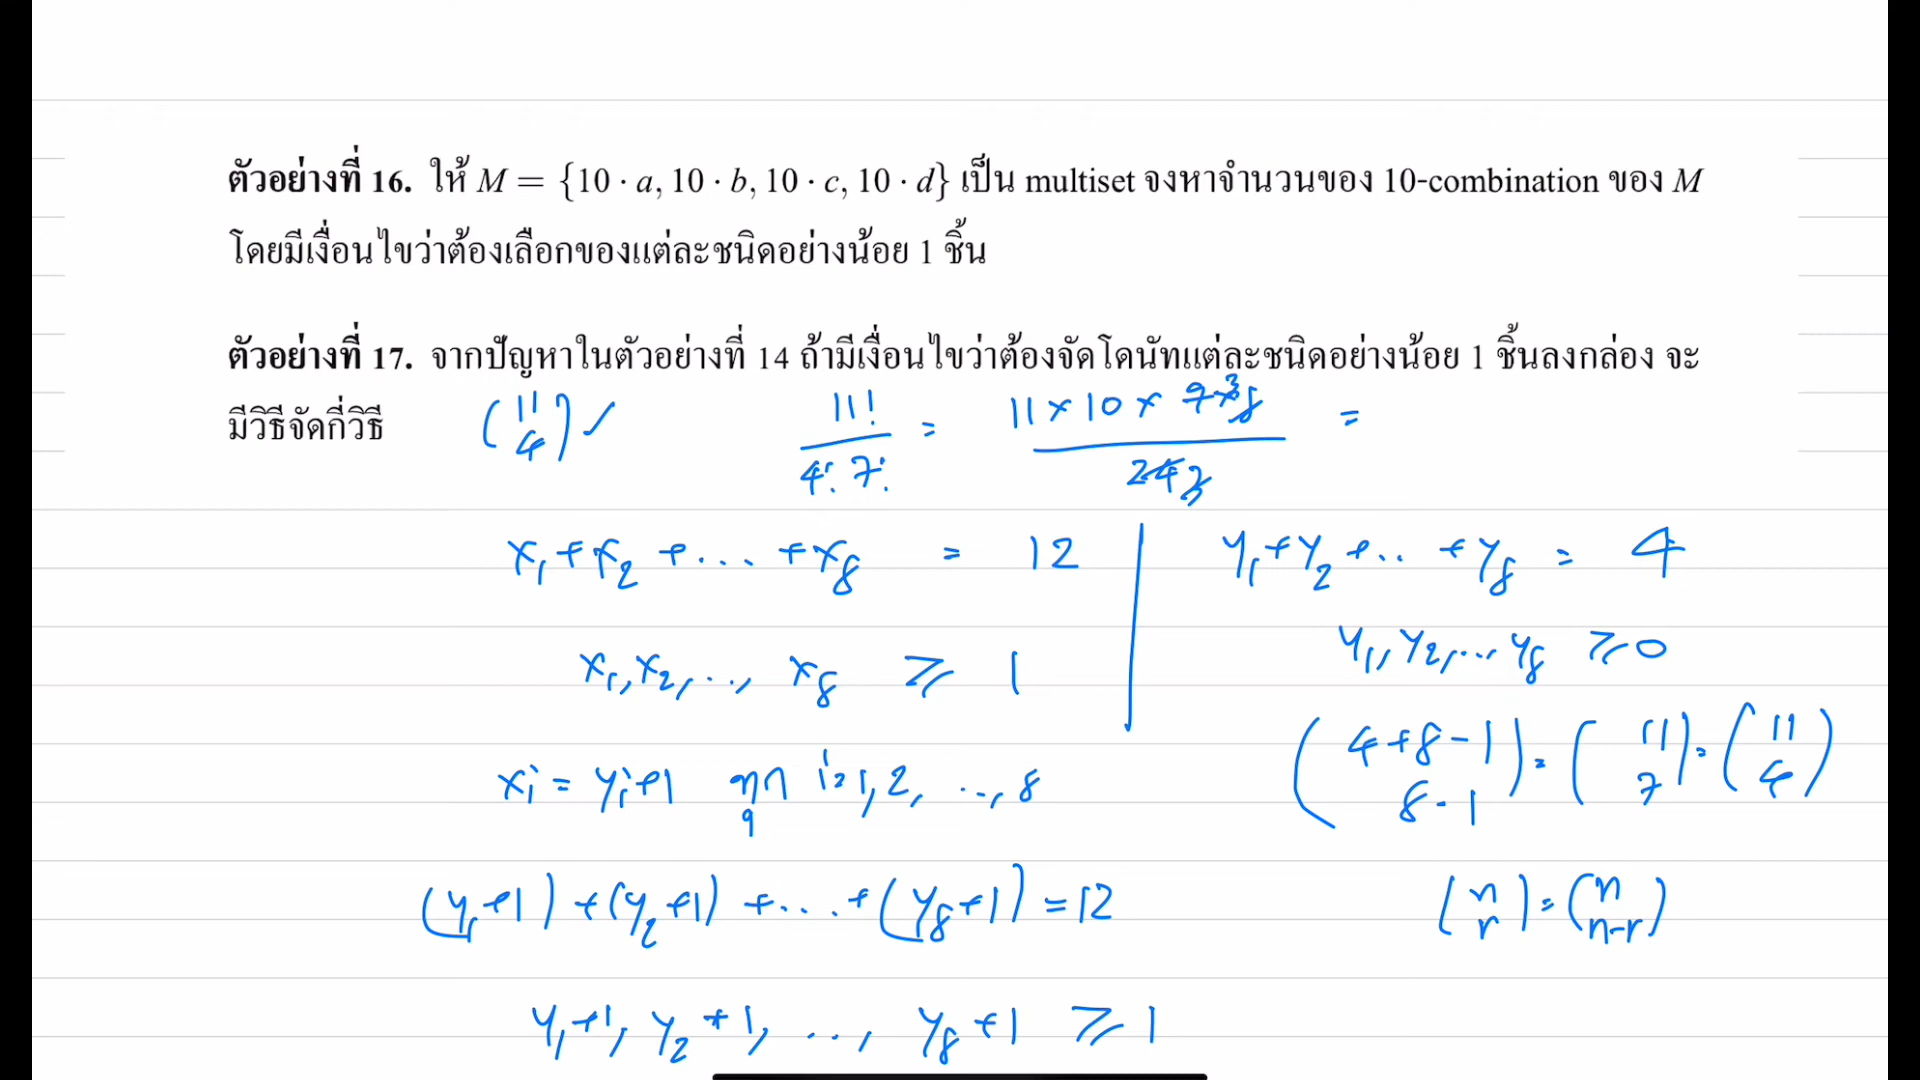 ตัวอย่างที่ 16. ให้ M = {10 · a, 10 · b, 10 · c, 10 · d} เป็น multiset จงหาจำนวนของ 10-combination ของ M
โดยมีเงื่อนไขว่าต้องเลือกของแต่ละชนิดอย่างน้อย 1 ชิ้น
ตัวอย่างที่ 17. จากปัญหาในตัวอย่างที่ 14 ถ้ามีเงื่อนไขว่าต้องจัดโดนัทแต่ละชนิดอย่างน้อย 1 ชิ้นลงกล่อง จะ
มีวิธีจัดกี่วิธี
(11 4) ✓ 11! / 4! 7! = 11 × 10 × 9 × 8 3 / 24 3 =
x₁ + x₂ + ... + x₈ = 12
y₁ + y₂ + ... + y₈ = 4
x₁, x₂, ..., x₈ ≥ 1
y₁, y₂, ..., y₈ ≥ 0
xᵢ = yᵢ + 1 ทุก i = 1, 2, ..., 8
(4+8-1 8-1) = (11 7) = (11 4)
(y₁+1) + (y₂+1) + ... + (y₈+1) = 12
(n r) = (n n-r)
y₁+1, y₂+1, ..., y₈+1 ≥ 1